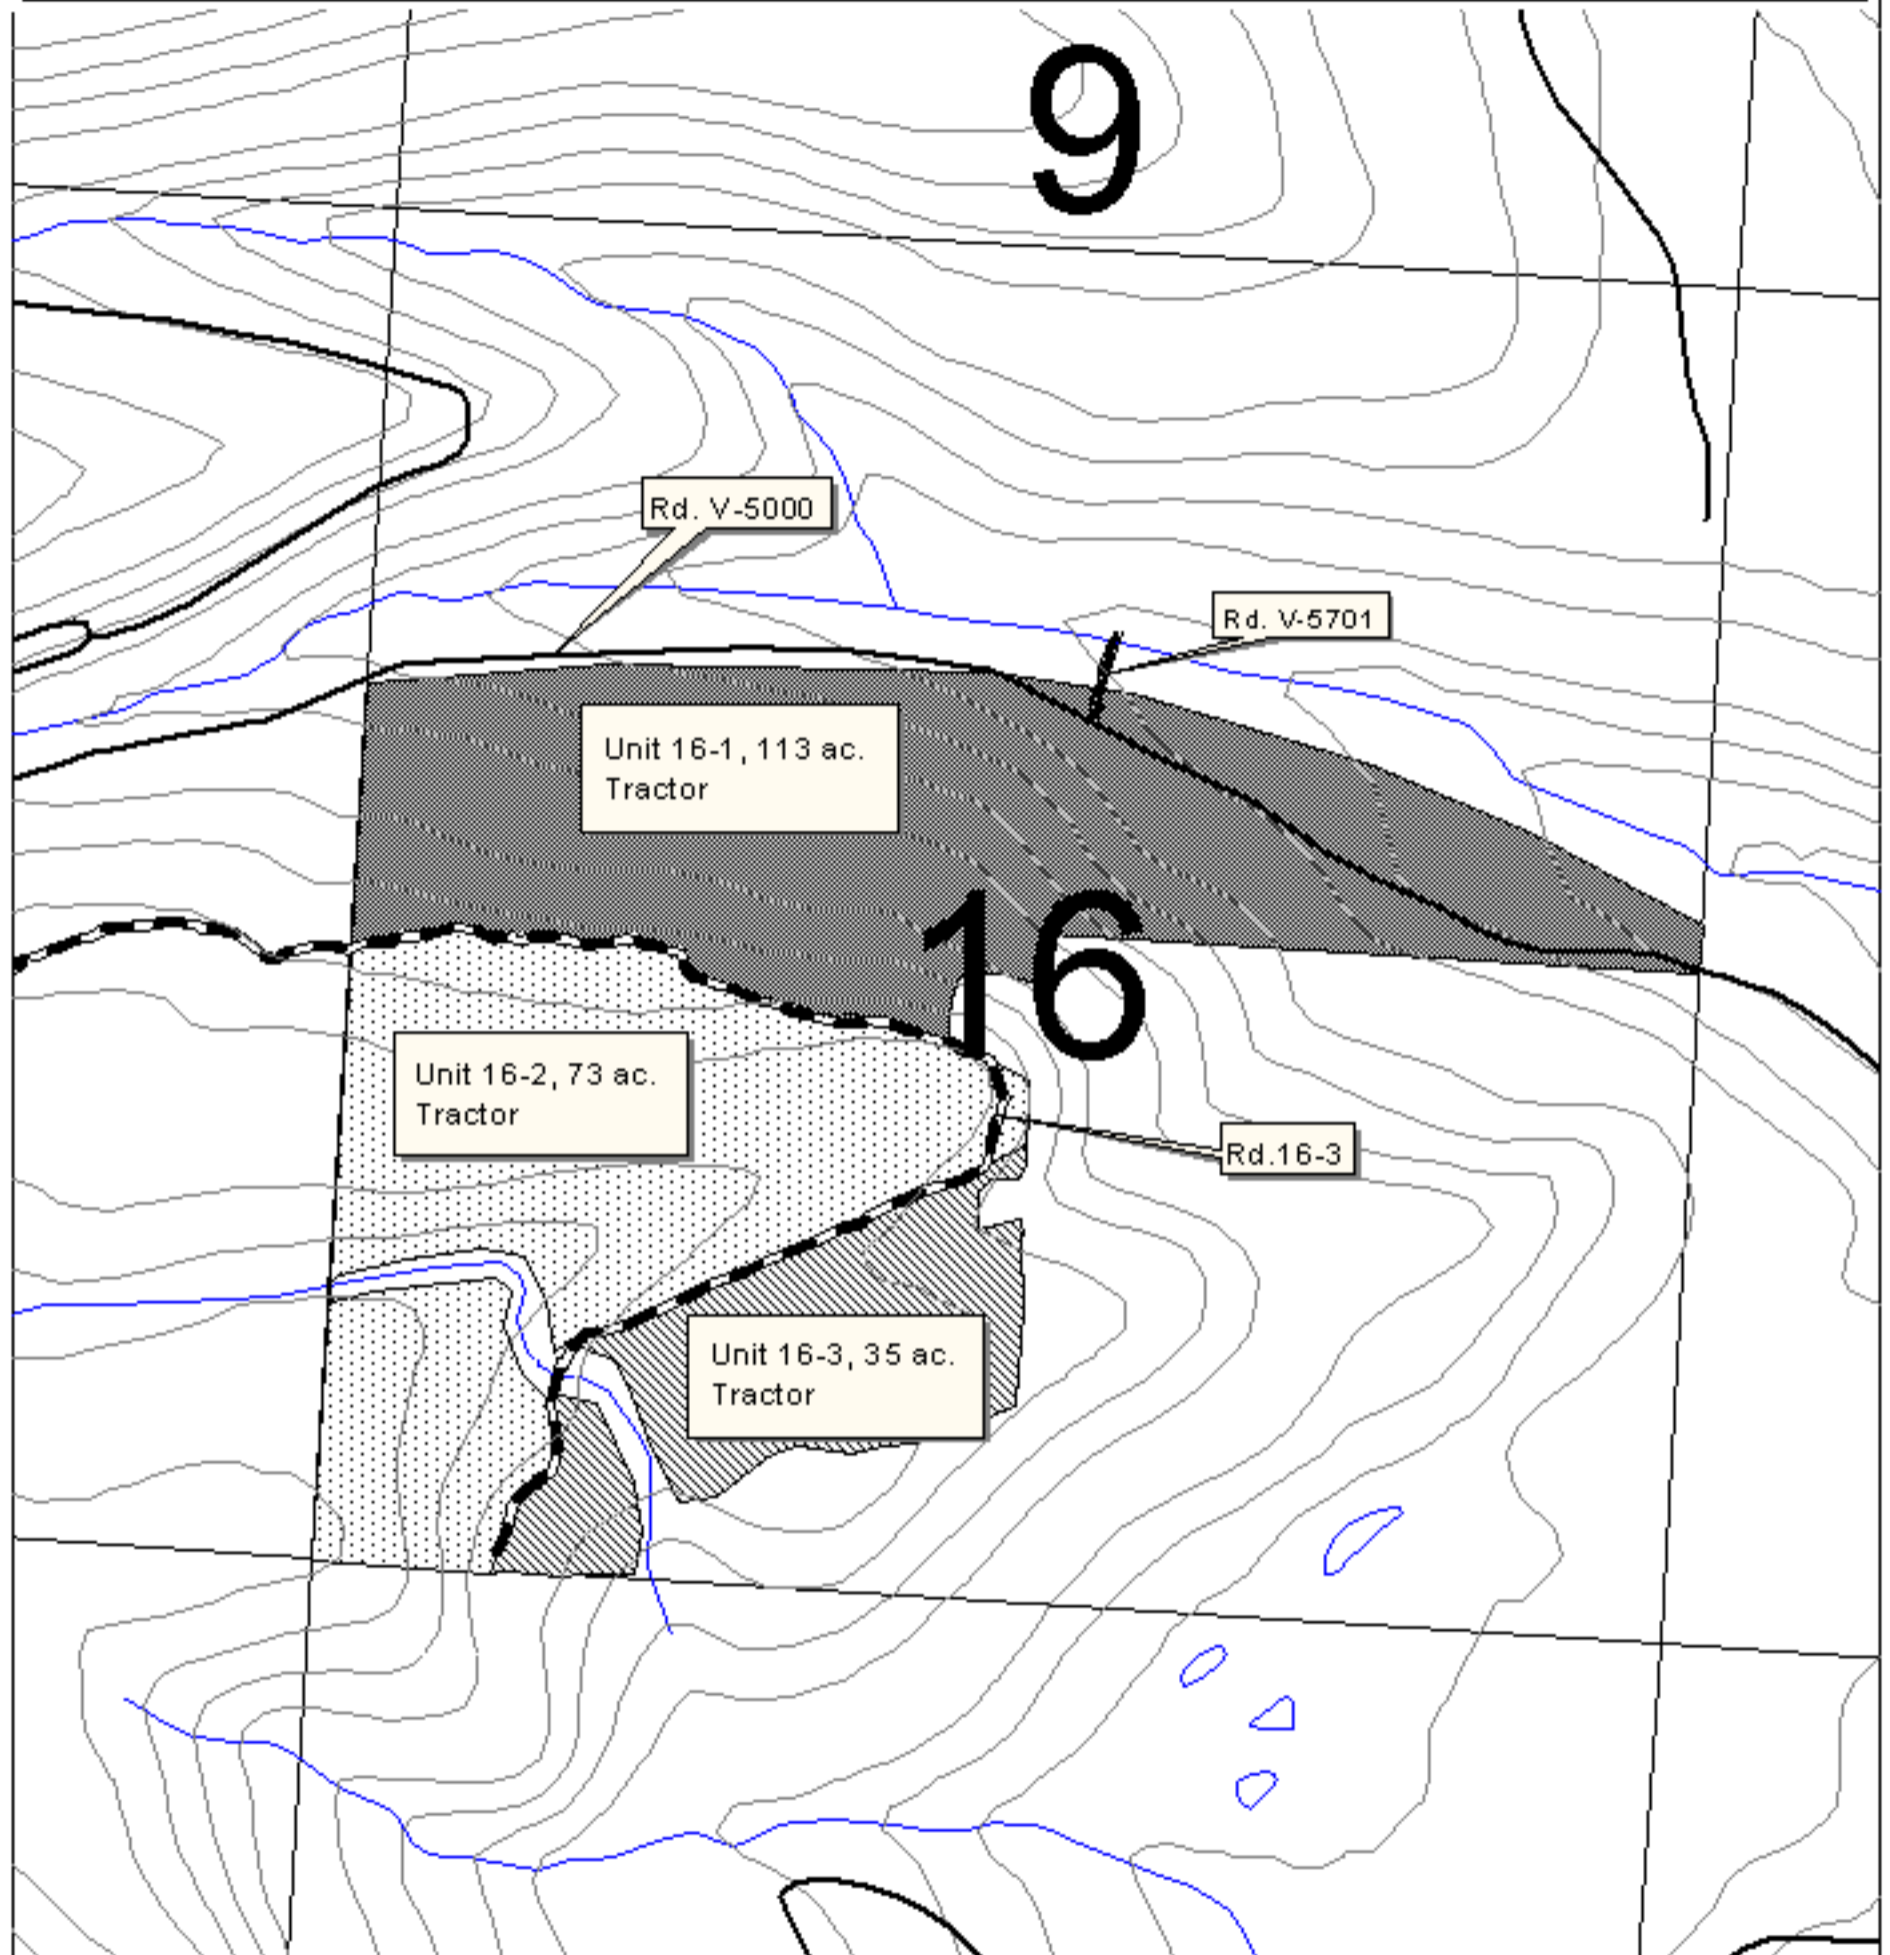 9
Rd. V-5000
Rd. V-5701
Unit 16-1, 113 ac.
Tractor
16
Unit 16-2, 73 ac.
Tractor
Rd.16-3
Unit 16-3, 35 ac.
Tractor